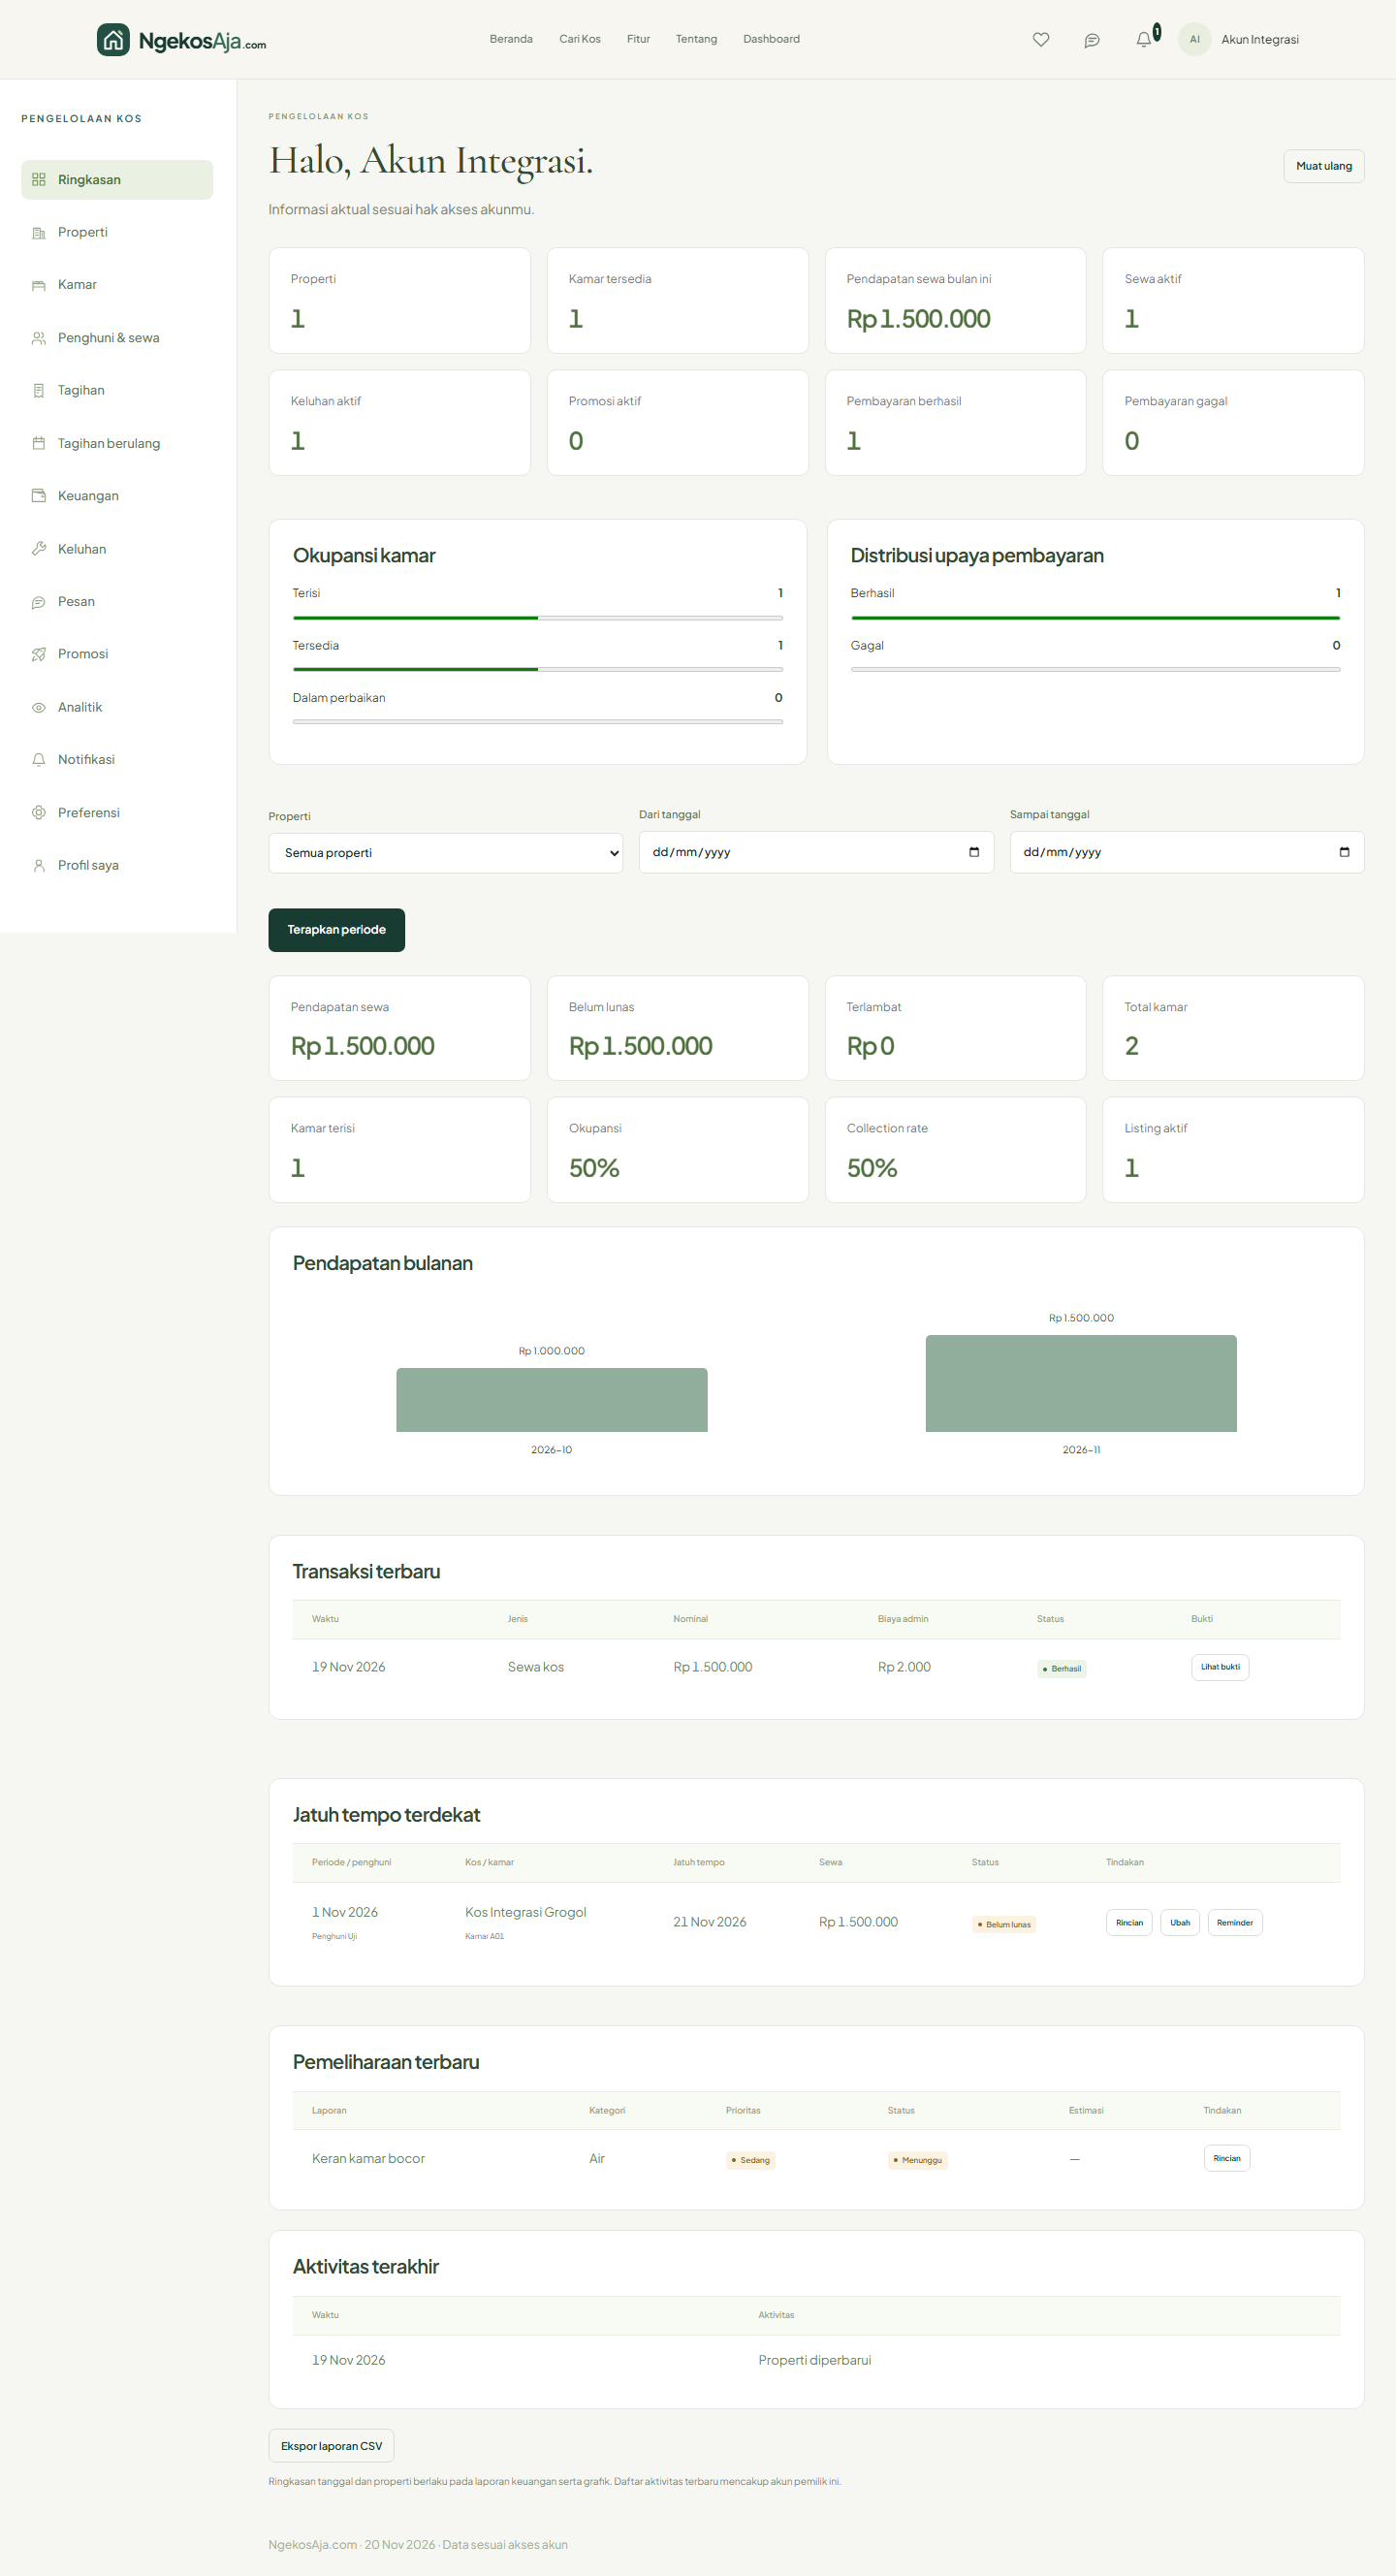 NgekosAja.com
Beranda Cari Kos Fitur Tentang Dashboard
1
AI Akun Integrasi
PENGELOLAAN KOS
Ringkasan
Properti
Kamar
Penghuni & sewa
Tagihan
Tagihan berulang
Keuangan
Keluhan
Pesan
Promosi
Analitik
Notifikasi
Preferensi
Profil saya
PENGELOLAAN KOS
Halo, Akun Integrasi.
Muat ulang
Informasi aktual sesuai hak akses akunmu.
Properti Kamar tersedia Pendapatan sewa bulan ini Sewa aktif
1 1 Rp 1.500.000 1
Keluhan aktif Promosi aktif Pembayaran berhasil Pembayaran gagal
1 0 1 0
Okupansi kamar
Terisi 1
Tersedia 1
Dalam perbaikan 0
Distribusi upaya pembayaran
Berhasil 1
Gagal 0
Properti Dari tanggal Sampai tanggal
Semua properti dd/mm/yyyy dd/mm/yyyy
Terapkan periode
Pendapatan sewa Belum lunas Terlambat Total kamar
Rp 1.500.000 Rp 1.500.000 Rp 0 2
Kamar terisi Okupansi Collection rate Listing aktif
1 50% 50% 1
Pendapatan bulanan
Rp 1.000.000 Rp 1.500.000
2026-10 2026-11
Transaksi terbaru
Waktu Jenis Nominal Biaya admin Status Bukti
19 Nov 2026 Sewa kos Rp 1.500.000 Rp 2.000 Berhasil Lihat bukti
Jatuh tempo terdekat
Periode / penghuni Kos / kamar Jatuh tempo Sewa Status Tindakan
1 Nov 2026 Kos Integrasi Grogol 21 Nov 2026 Rp 1.500.000 Belum lunas Rincian Ubah Reminder
Penghuni Uji Kamar A01
Pemeliharaan terbaru
Laporan Kategori Prioritas Status Estimasi Tindakan
Keran kamar bocor Air Sedang Menunggu — Rincian
Aktivitas terakhir
Waktu Aktivitas
19 Nov 2026 Properti diperbarui
Ekspor laporan CSV
Ringkasan tanggal dan properti berlaku pada laporan keuangan serta grafik. Daftar aktivitas terbaru mencakup akun pemilik ini.
NgekosAja.com · 20 Nov 2026 · Data sesuai akses akun